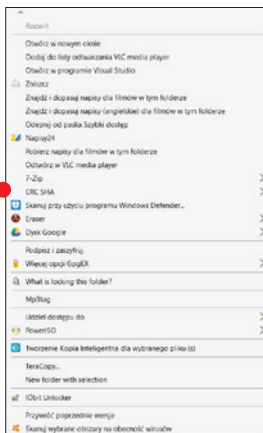 Rozwiń
Otwórz w nowym oknie
Dodaj do listy odtwarzania VLC media player
Otwórz w programie Visual Studio
Zniszcz
Znajdź i dopasuj napisy dla filmów w tym folderze
Znajdź i dopasuj napisy (angielskie) dla filmów w tym folderze
Odepnij od paska Szybki dostęp
Napisy24
Pobierz napisy dla filmów w tym folderze
Odtwórz w VLC media player
7-Zip
CRC SHA
Skanuj przy użyciu programu Windows Defender...
Eraser
Dysk Google
Podpisz i zaszyfruj
Więcej opcji GpgEX
What is locking this folder?
Mp3tag
Udziel dostępu do
PowerISO
Tworzenie Kopia Inteligentna dla wybranego pliku (ó)
TeraCopy...
New folder with selection
IObit Unlocker
Przywróć poprzednie wersje
Skanuj wybrane obszary na obecność wirusów